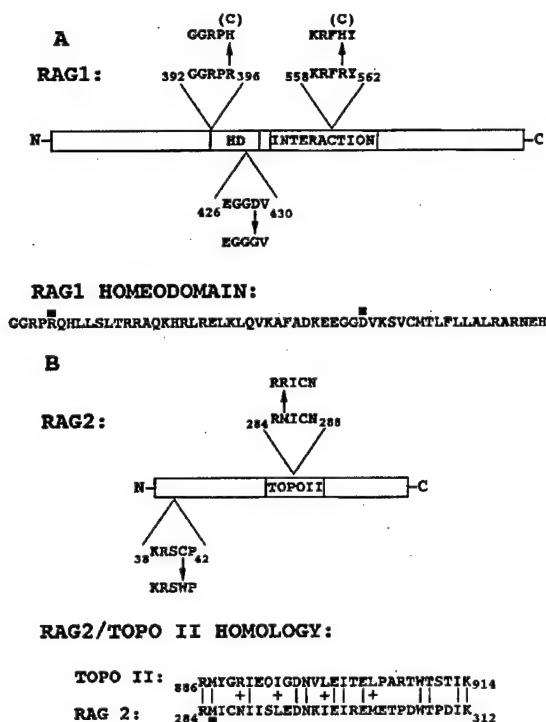 A
(C) (C)
GGRPH KRFHI
RAG1: 392 GGRPR 396 558 KRFRY 562
N- HD INTERACTION -C
426 EGGDV 430
EGGGV
RAG1 HOMEODOMAIN:
GGRPRQHLLSLTRRAQKHRLRELKLQVKAFADKEEGGDVKSVCMTLFLLALRARNEH
B
RRICN
RAG2: 284 RMICN 288
N- TOPOII -C
38 KRSCP 42
KRSWP
RAG2/TOPO II HOMOLOGY:
TOPO II: 886 RMYGRIEQIGDNVLEITELPARTWTSTIK 914
RAG 2: 284 RMICNIISLEDNKIEIREMETPDWTPDIK 312